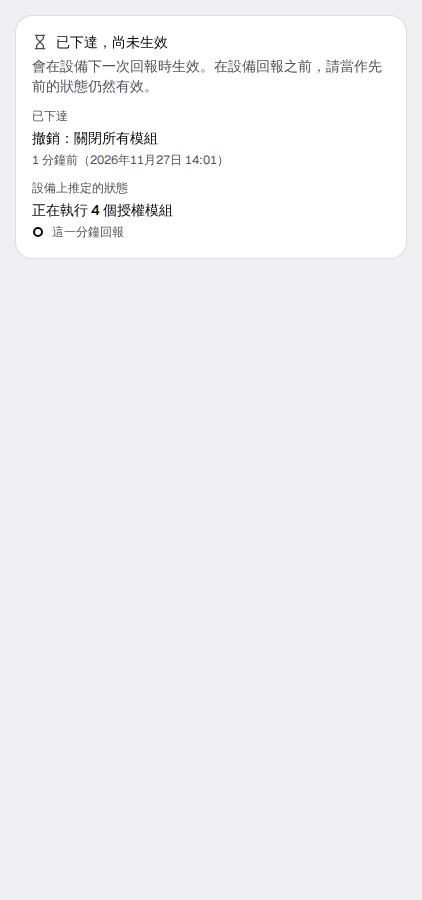 已下達，尚未生效
會在設備下一次回報時生效。在設備回報之前，請當作先
前的狀態仍然有效。
已下達
撤銷：關閉所有模組
1 分鐘前（2026年11月27日 14:01）
設備上推定的狀態
正在執行 4 個授權模組
這一分鐘回報